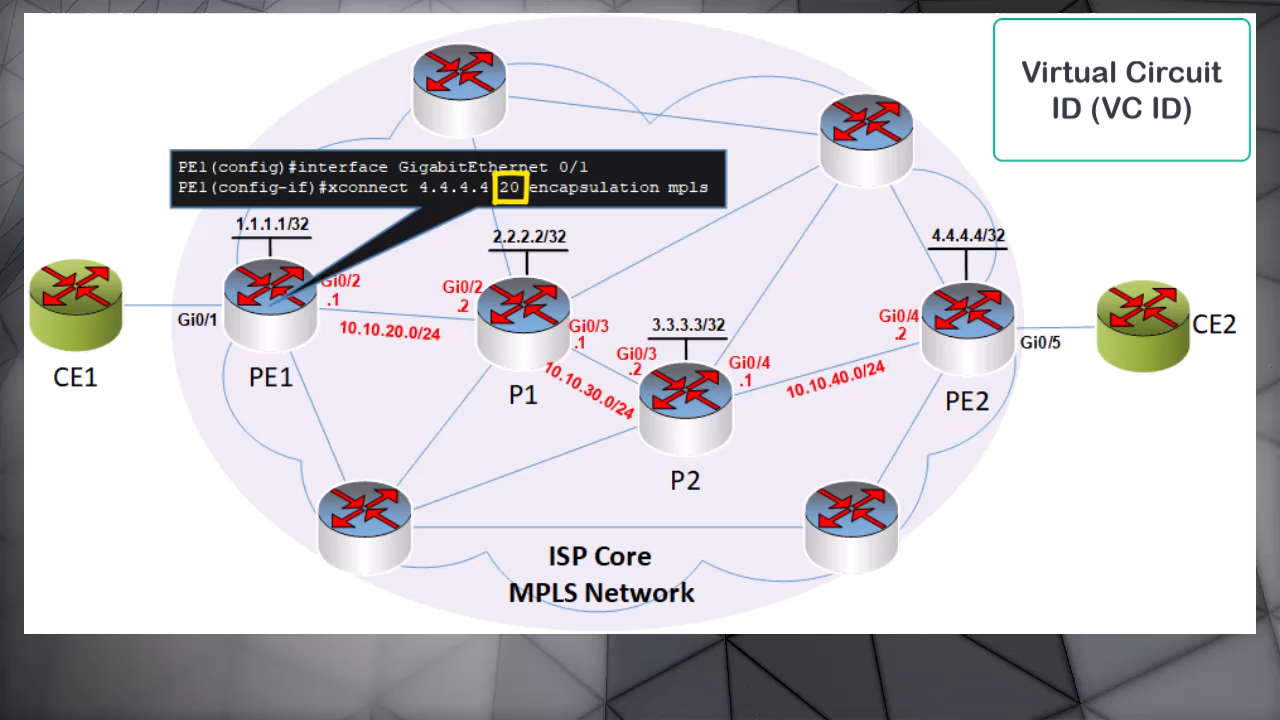 Virtual Circuit
ID (VC ID)
PE1(config)#interface GigabitEthernet 0/1
PE1(config-if)#xconnect 4.4.4.4 20 encapsulation mpls
1.1.1.1/32
2.2.2.2/32
4.4.4.4/32
Gi0/2
.1
Gi0/2
.2
Gi0/1
10.10.20.0/24
Gi0/3
.1
3.3.3.3/32
Gi0/4
.2
Gi0/5
CE2
Gi0/3
.2
Gi0/4
.1
10.10.30.0/24
10.10.40.0/24
CE1
PE1
P1
PE2
P2
ISP Core
MPLS Network